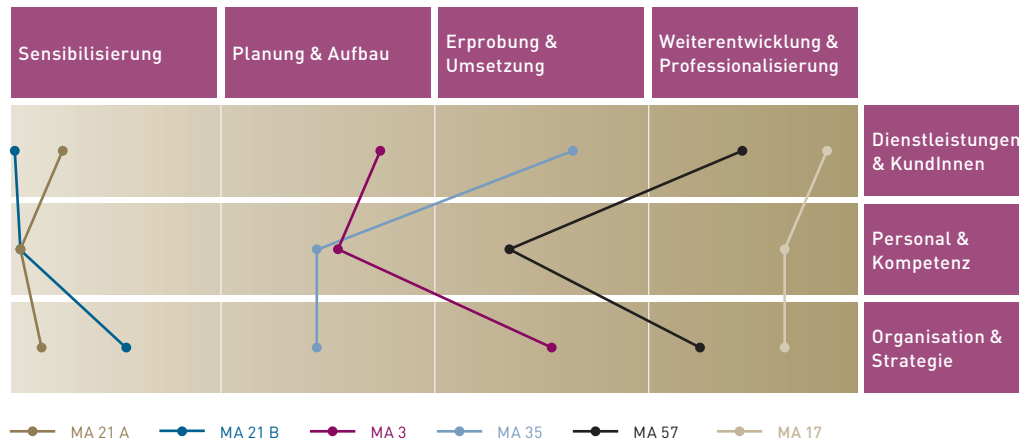 Sensibilisierung
Planung & Aufbau
Erprobung &
Umsetzung
Weiterentwicklung &
Professionalisierung
Dienstleistungen
& KundInnen
Personal &
Kompetenz
Organisation &
Strategie
MA 21 A
MA 21 B
MA 3
MA 35
MA 57
MA 17